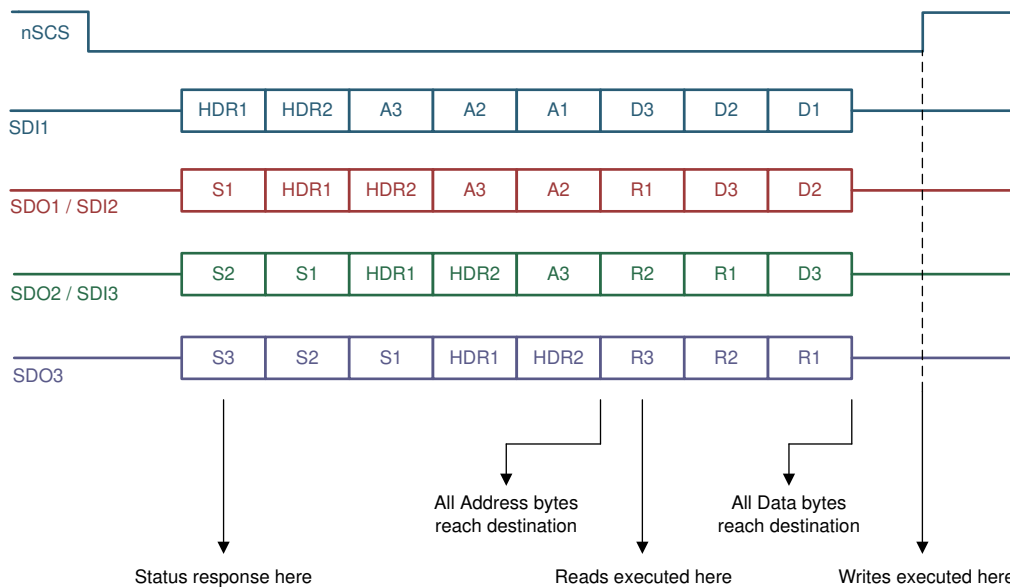 nSCS
HDR1 HDR2 A3 A2 A1 D3 D2 D1
SDI1
S1 HDR1 HDR2 A3 A2 R1 D3 D2
SDO1 / SDI2
S2 S1 HDR1 HDR2 A3 R2 R1 D3
SDO2 / SDI3
S3 S2 S1 HDR1 HDR2 R3 R2 R1
SDO3
All Address bytes
reach destination
All Data bytes
reach destination
Status response here
Reads executed here
Writes executed here